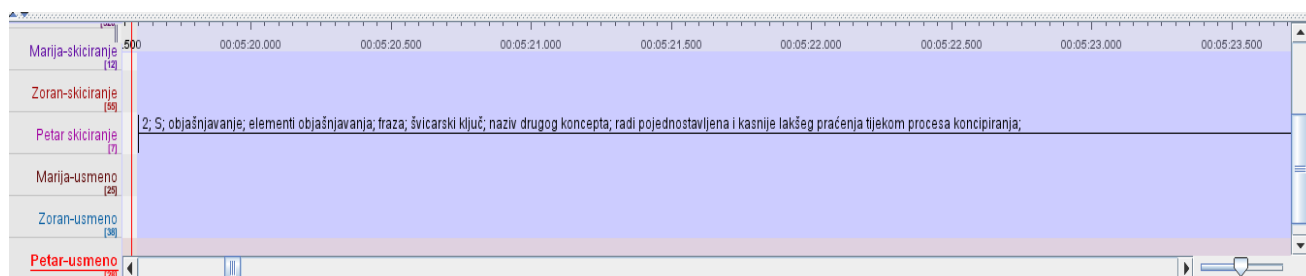 00:05:20.000 00:05:20.500 00:05:21.000 00:05:21.500 00:05:22.000 00:05:22.500 00:05:23.000 00:05:23.500
Marija-skiciranje
[12]
Zoran-skiciranje
[55]
Petar skiciranje
[7]
2; S; objašnjavanje; elementi objašnjavanja; fraza; švicarski ključ; naziv drugog koncepta; radi pojednostavljena i kasnije lakšeg praćenja tijekom procesa koncipiranja;
Marija-usmeno
[25]
Zoran-usmeno
[38]
Petar-usmeno